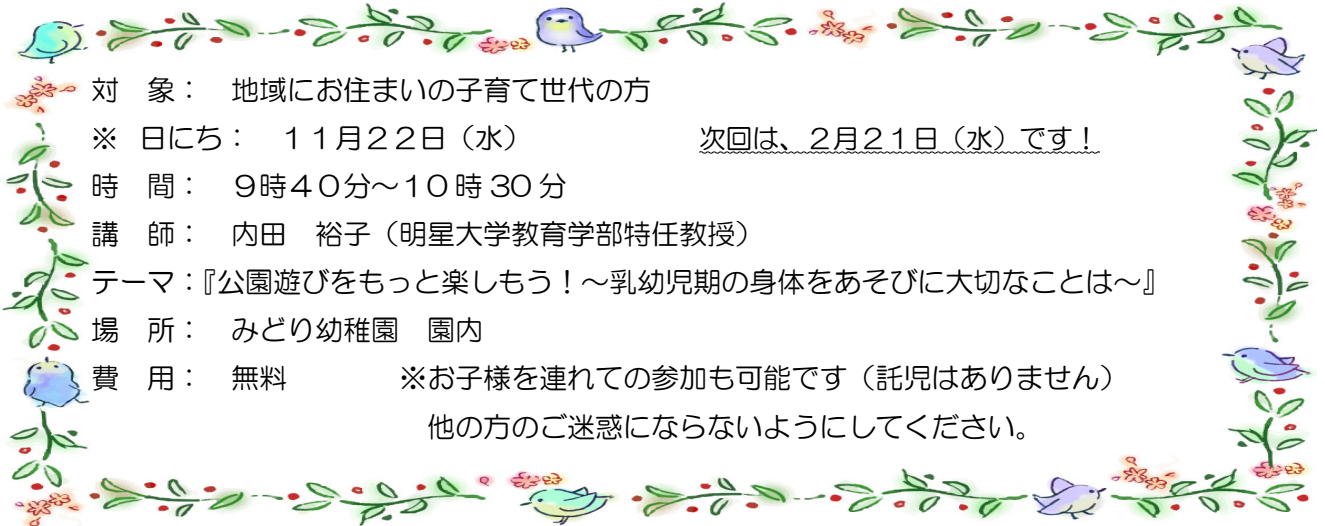 対　象：　地域にお住まいの子育て世代の方
※ 日にち：　１１月２２日（水）　　　　　　　次回は、２月２１日（水）です！
時　間：　９時４０分～１０時 30 分
講　師：　内田　裕子（明星大学教育学部特任教授）
テーマ：『公園遊びをもっと楽しもう！～乳幼児期の身体をあそびに大切なことは～』
場　所：　みどり幼稚園　園内
費　用：　無料　　　　※お子様を連れての参加も可能です（託児はありません）
他の方のご迷惑にならないようにしてください。